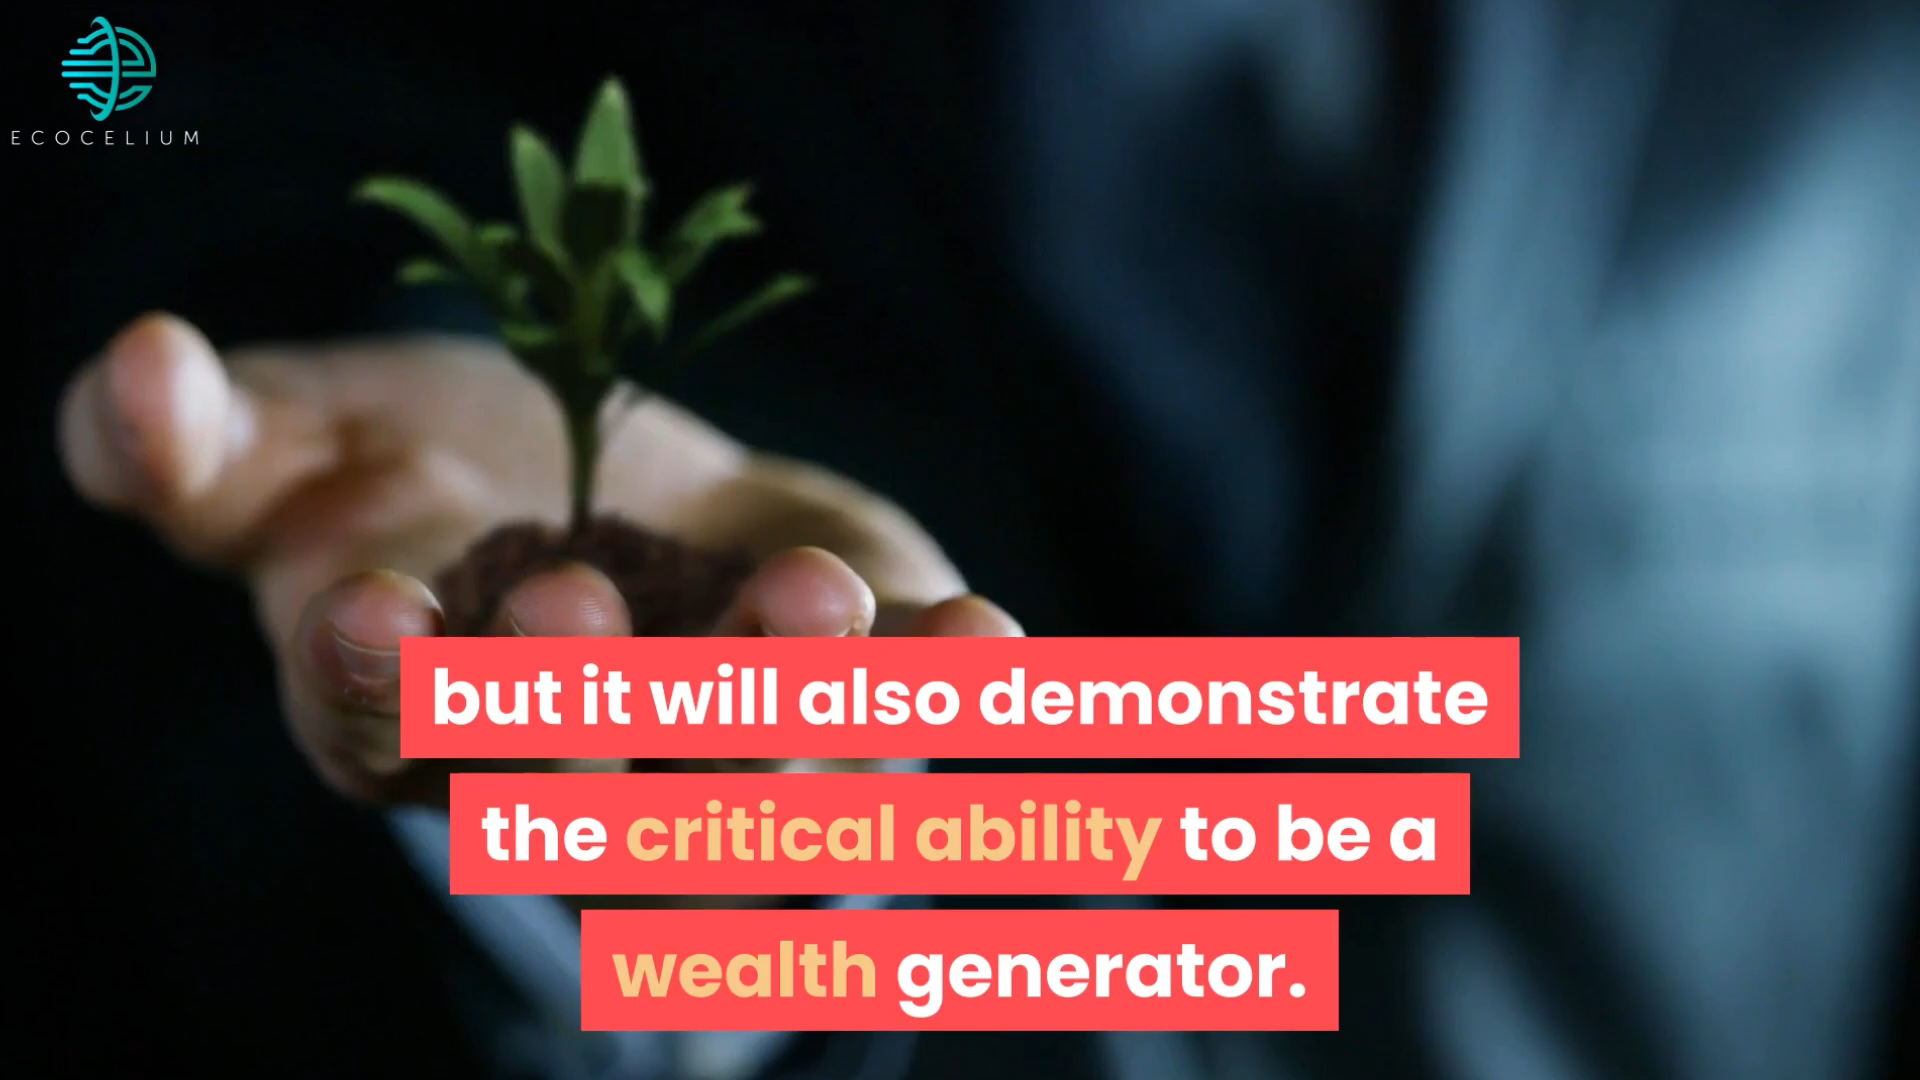 ECOCELIUM
but it will also demonstrate
the critical ability to be a
wealth generator.